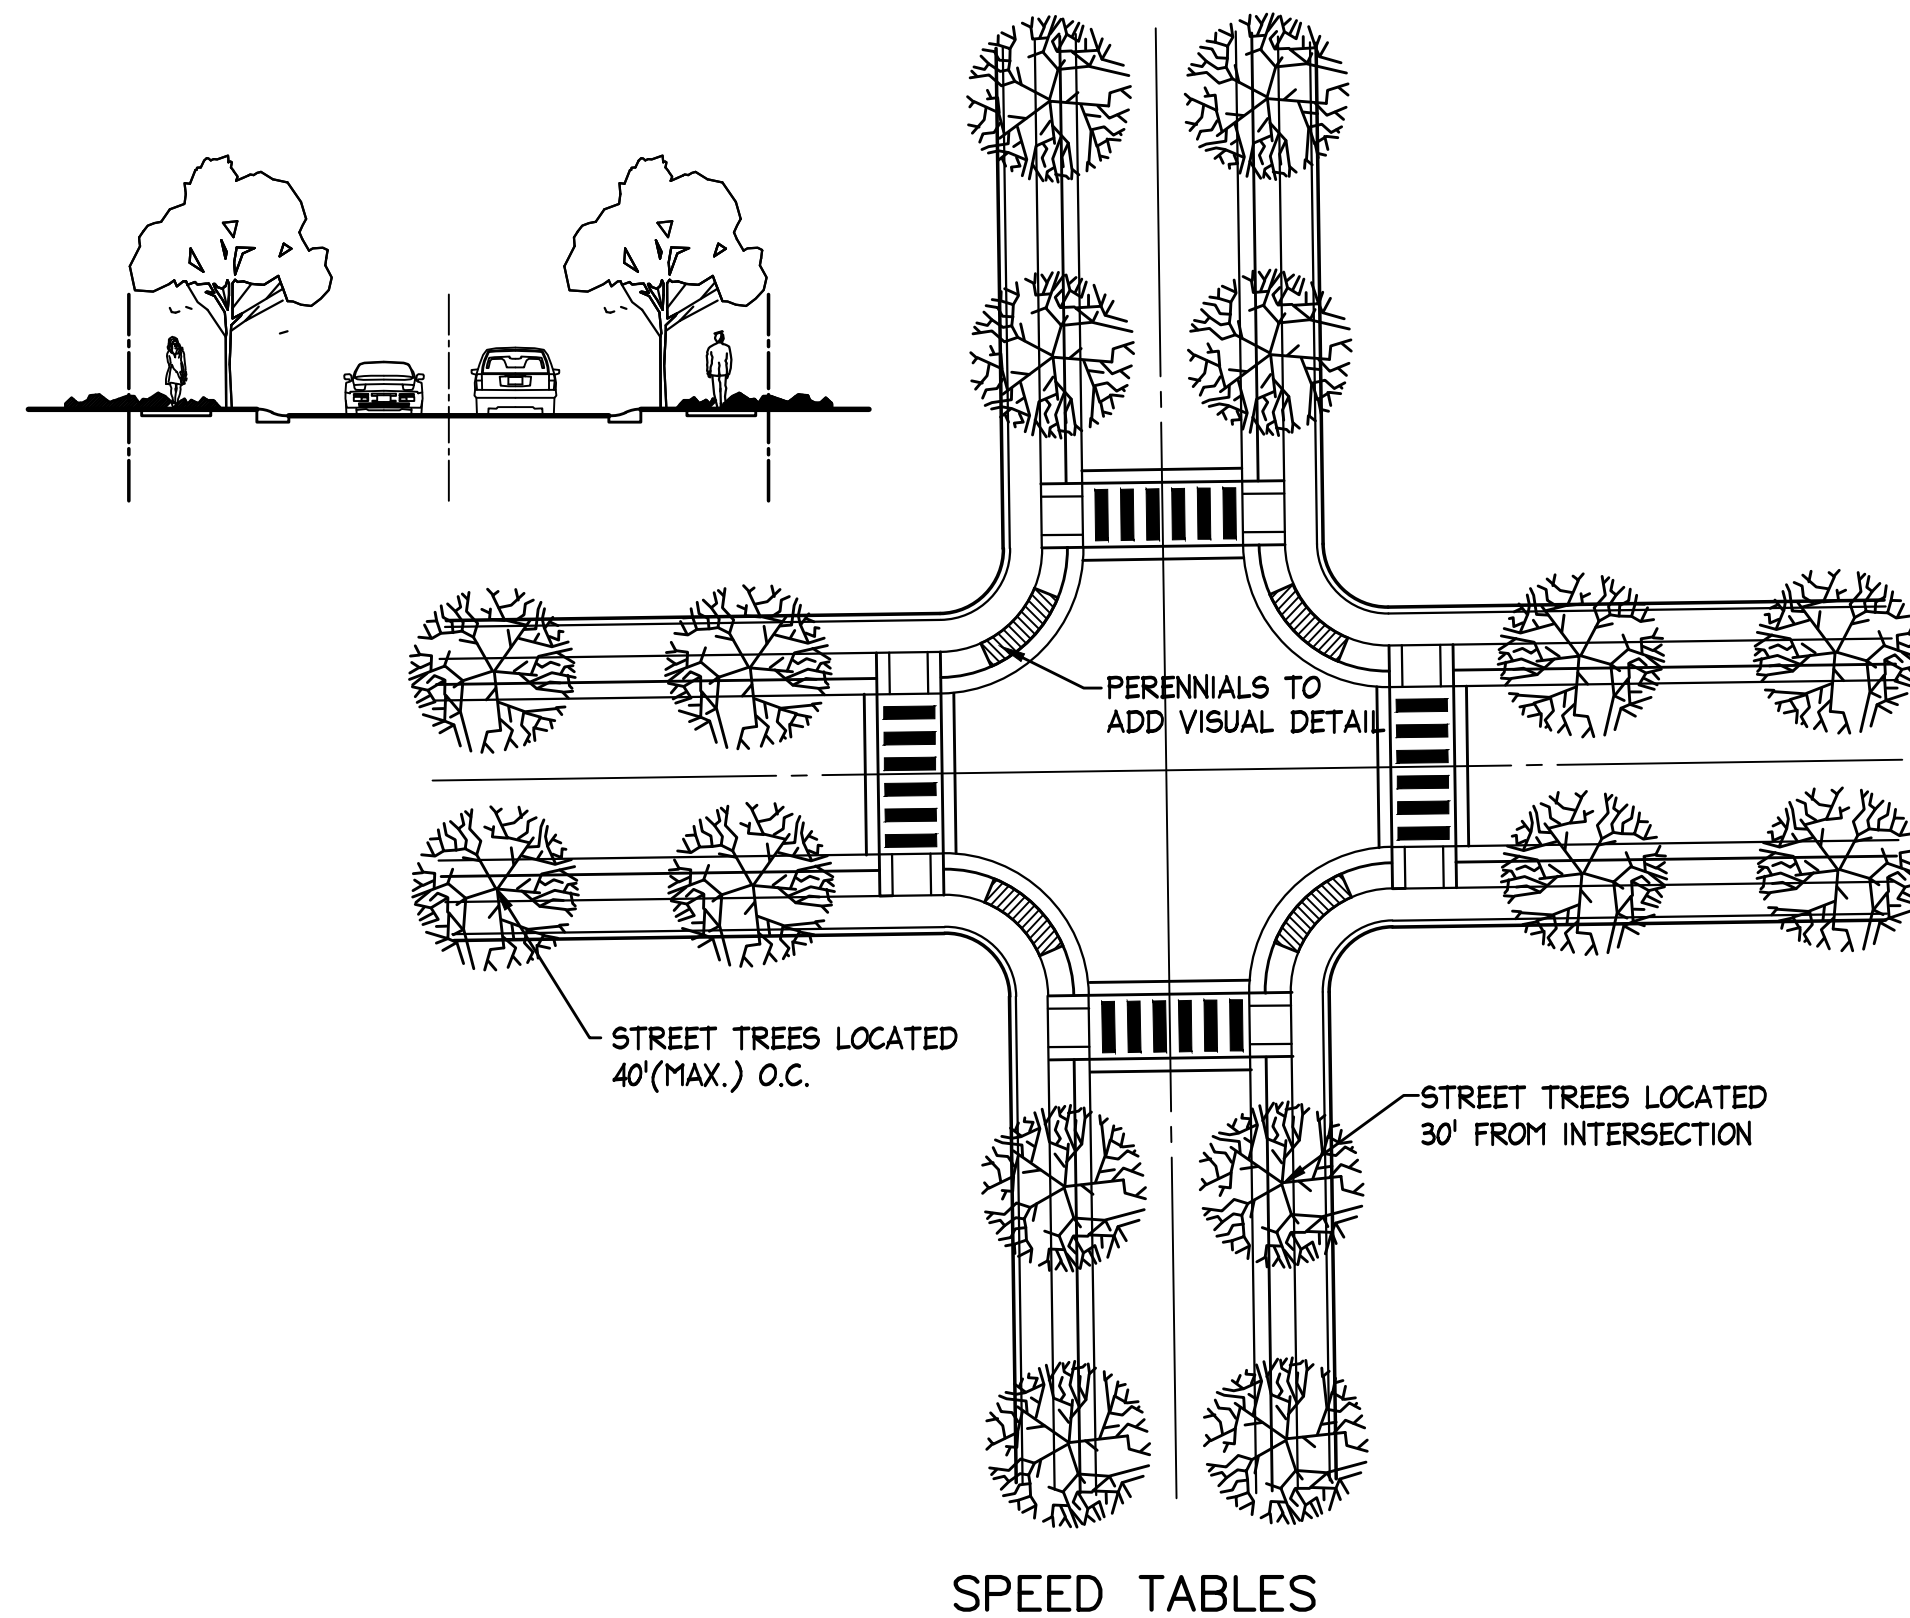 PERENNIALS TO
ADD VISUAL DETAIL
STREET TREES LOCATED
40'(MAX.) O.C.
STREET TREES LOCATED
30' FROM INTERSECTION
SPEED TABLES